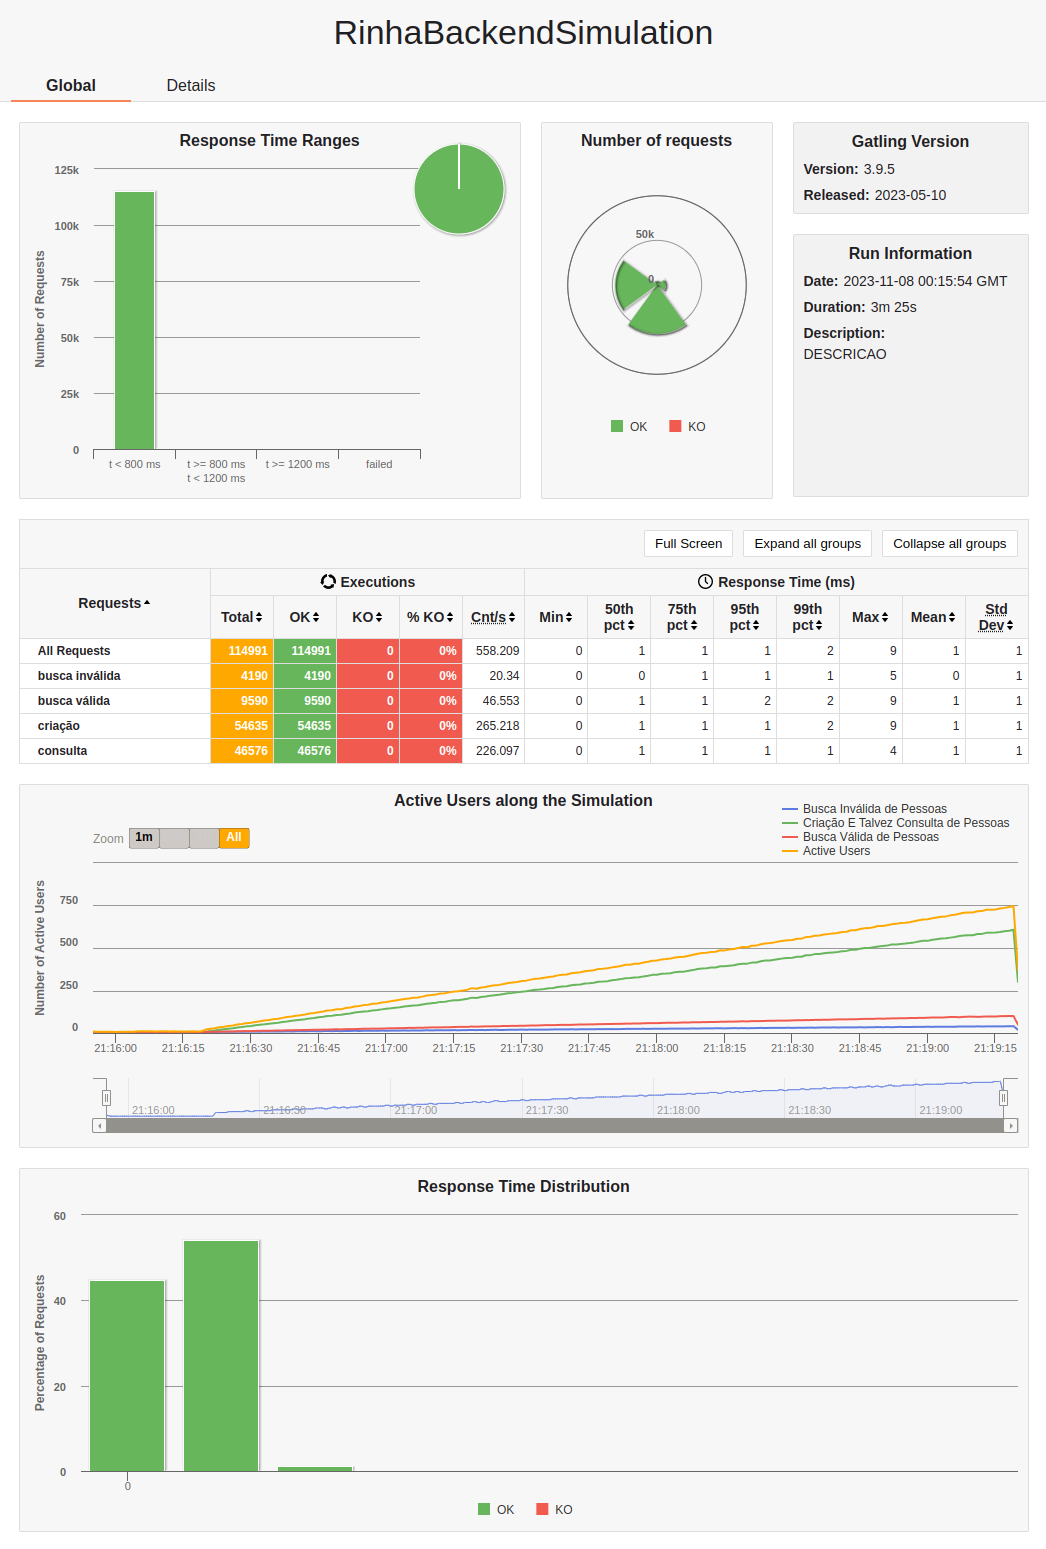 RinhaBackendSimulation
Global Details
Response Time Ranges
125k
100k
75k
50k
25k
0
Number of Requests
t < 800 ms
t >= 800 ms
t < 1200 ms
t >= 1200 ms
failed
Number of requests
50k
0
OK KO
Gatling Version
Version: 3.9.5
Released: 2023-05-10
Run Information
Date: 2023-11-08 00:15:54 GMT
Duration: 3m 25s
Description:
DESCRICAO
Full Screen Expand all groups Collapse all groups
Requests Executions Response Time (ms)
Total OK KO % KO Cnt/s Min 50th pct 75th pct 95th pct 99th pct Max Mean Std Dev
All Requests 114991 114991 0 0% 558.209 0 1 1 1 2 9 1 1
busca inválida 4190 4190 0 0% 20.34 0 0 1 1 1 5 0 1
busca válida 9590 9590 0 0% 46.553 0 1 1 2 2 9 1 1
criação 54635 54635 0 0% 265.218 0 1 1 1 2 9 1 1
consulta 46576 46576 0 0% 226.097 0 1 1 1 1 4 1 1
Active Users along the Simulation
Busca Inválida de Pessoas
Criação E Talvez Consulta de Pessoas
Busca Válida de Pessoas
Active Users
Zoom 1m All
Number of Active Users
750
500
250
0
21:16:00 21:16:15 21:16:30 21:16:45 21:17:00 21:17:15 21:17:30 21:17:45 21:18:00 21:18:15 21:18:30 21:18:45 21:19:00 21:19:15
21:16:00 21:16:30 21:17:00 21:17:30 21:18:00 21:18:30 21:19:00
Response Time Distribution
Percentage of Requests
60
40
20
0
0
OK KO